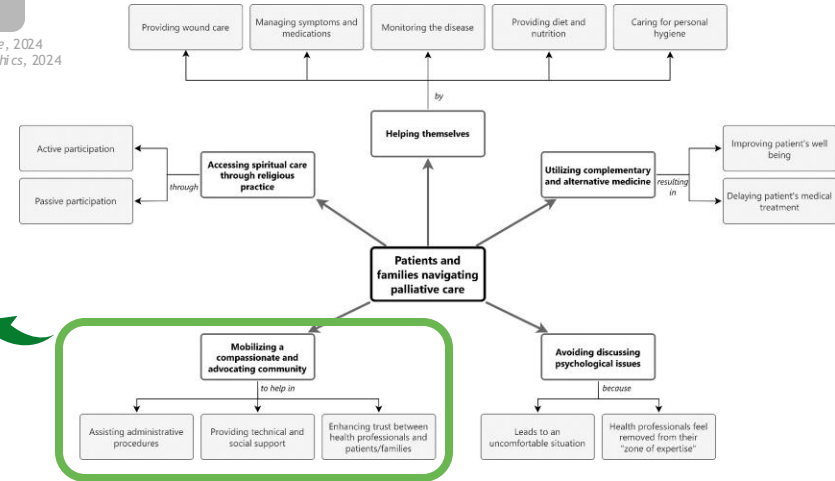 e, 2024
hics, 2024
Providing wound care
Managing symptoms and
medications
Monitoring the disease
Providing diet and
nutrition
Caring for personal
hygiene
by
Helping themselves
Active participation
Passive participation
through
Accessing spiritual care
through religious
practice
Utilizing complementary
and alternative medicine
resulting
in
Improving patient's well
being
Delaying patient's medical
treatment
Patients and
families navigating
palliative care
Mobilizing a
compassionate and
advocating community
to help in
Assisting administrative
procedures
Providing technical and
social support
Enhancing trust between
health professionals and
patients/families
Avoiding discussing
psychological issues
because
Leads to an
uncomfortable situation
Health professionals feel
removed from their
"zone of expertise"